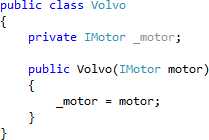 public class Volvo
{
    private IMotor _motor;

    public Volvo(IMotor motor)
    {
        _motor = motor;
    }
}